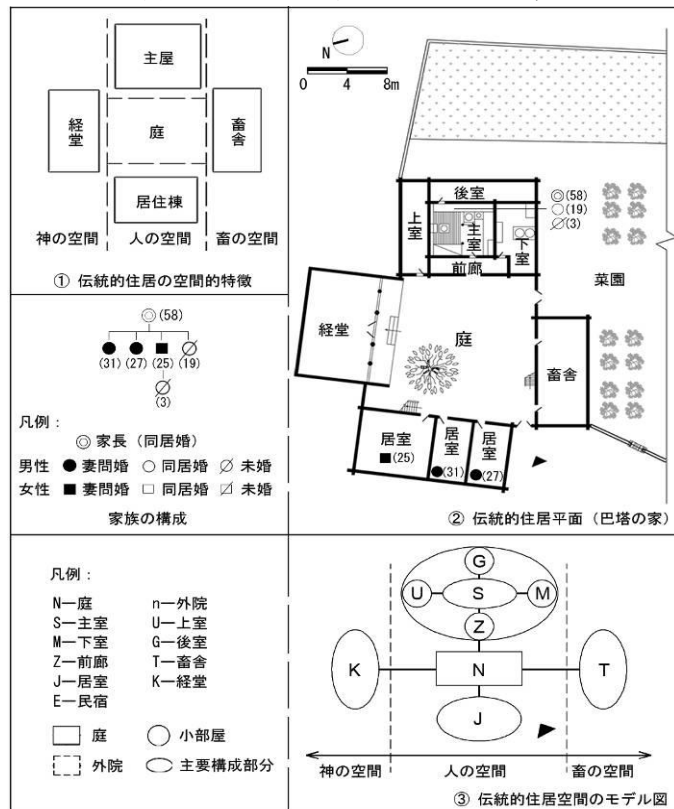 主屋
経堂
庭
畜舎
居住棟
神の空間 人の空間 畜の空間
① 伝統的住居の空間的特徴
N
0 4 8m
後室
上室
主室
下室
前廊
◎(58)
○(19)
(3)
菜園
経堂
庭
畜舎
居室
■(25)
居室
●(31)
居室
●(27)
② 伝統的住居平面（巴塔の家）
◎(58)
(31) (27) (25) (19)
(3)
凡例：
◎ 家長（同居婚）
男性 ● 妻問婚 ○ 同居婚 ∅ 未婚
女性 ■ 妻問婚 □ 同居婚 未婚
家族の構成
凡例：
N—庭 n—外院
S—主室 U—上室
M—下室 G—後室
Z—前廊 T—畜舎
J—居室 K—経堂
E—民宿
庭 小部屋
外院 主要構成部分
G
U S M
Z
K N T
J
神の空間 人の空間 畜の空間
③ 伝統的住居空間のモデル図